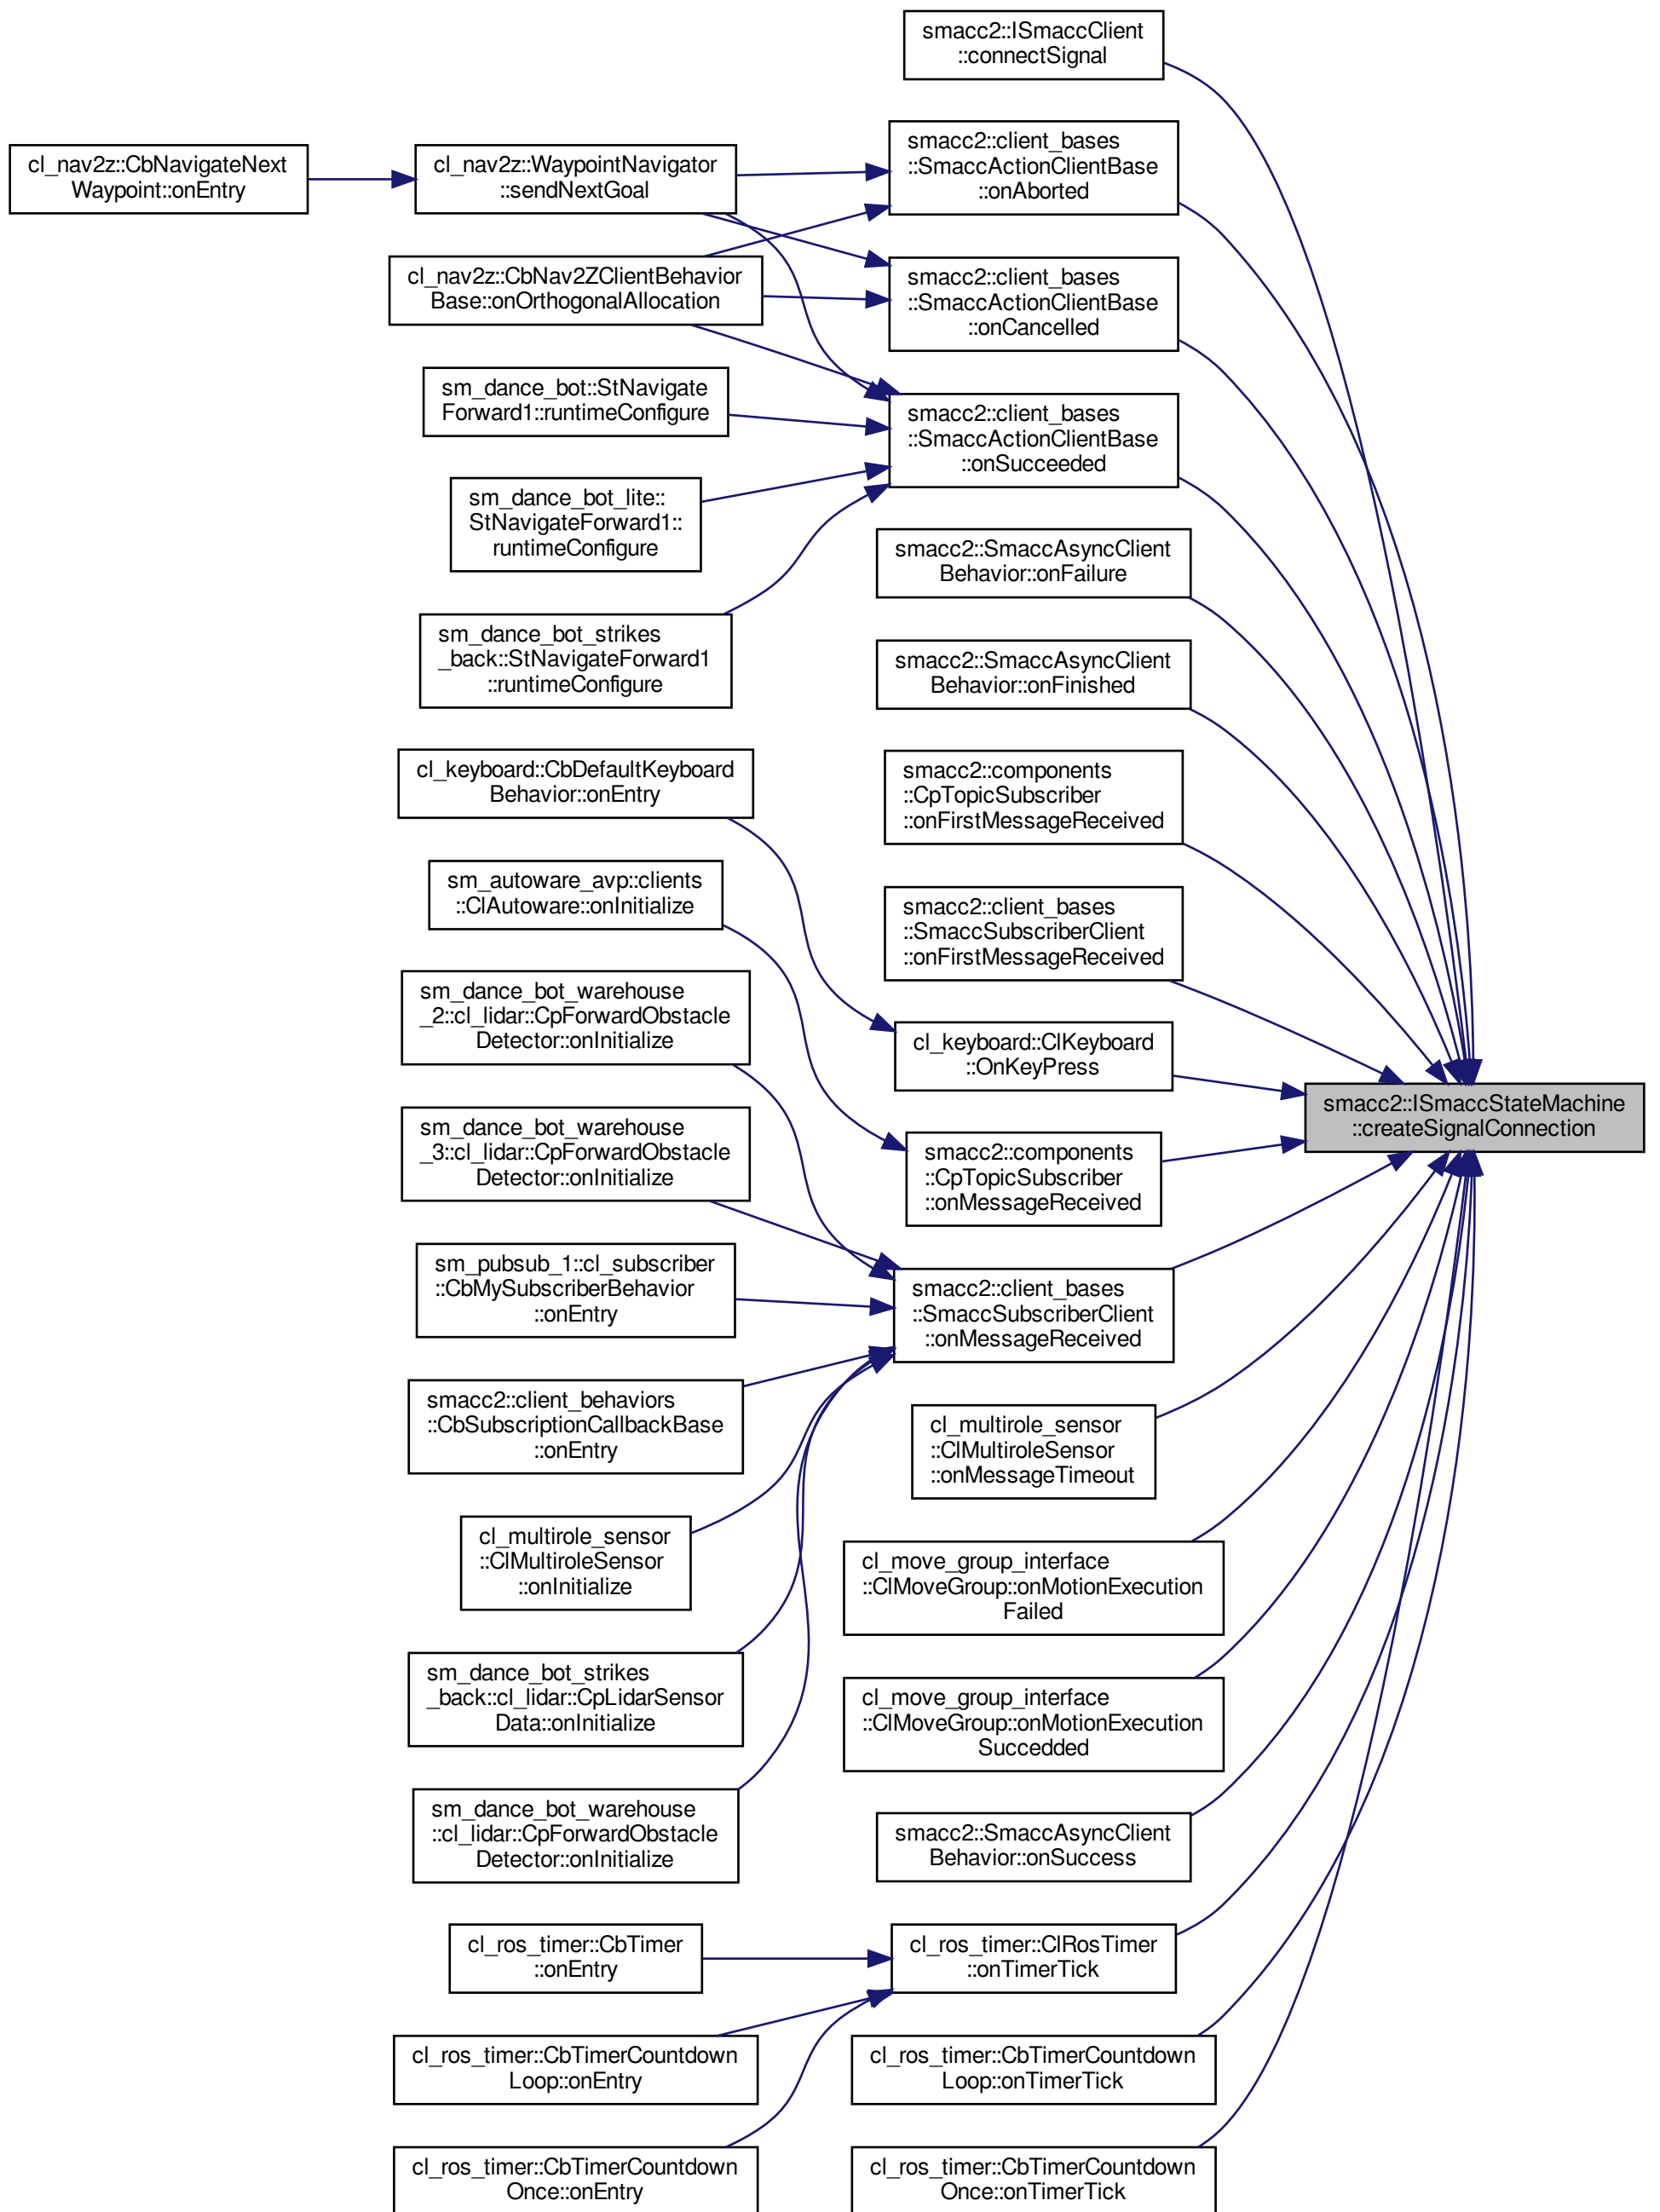 smacc2::ISmaccClient
::connectSignal
smacc2::client_bases
::SmaccActionClientBase
::onAborted
cl_nav2z::CbNavigateNext
Waypoint::onEntry
cl_nav2z::WaypointNavigator
::sendNextGoal
cl_nav2z::CbNav2ZClientBehavior
Base::onOrthogonalAllocation
smacc2::client_bases
::SmaccActionClientBase
::onCancelled
sm_dance_bot::StNavigate
Forward1::runtimeConfigure
smacc2::client_bases
::SmaccActionClientBase
::onSucceeded
sm_dance_bot_lite::
StNavigateForward1::
runtimeConfigure
smacc2::SmaccAsyncClient
Behavior::onFailure
sm_dance_bot_strikes
_back::StNavigateForward1
::runtimeConfigure
smacc2::SmaccAsyncClient
Behavior::onFinished
cl_keyboard::CbDefaultKeyboard
Behavior::onEntry
smacc2::components
::CpTopicSubscriber
::onFirstMessageReceived
sm_autoware_avp::clients
::ClAutoware::onInitialize
smacc2::client_bases
::SmaccSubscriberClient
::onFirstMessageReceived
sm_dance_bot_warehouse
_2::cl_lidar::CpForwardObstacle
Detector::onInitialize
cl_keyboard::ClKeyboard
::OnKeyPress
smacc2::ISmaccStateMachine
::createSignalConnection
sm_dance_bot_warehouse
_3::cl_lidar::CpForwardObstacle
Detector::onInitialize
smacc2::components
::CpTopicSubscriber
::onMessageReceived
sm_pubsub_1::cl_subscriber
::CbMySubscriberBehavior
::onEntry
smacc2::client_bases
::SmaccSubscriberClient
::onMessageReceived
smacc2::client_behaviors
::CbSubscriptionCallbackBase
::onEntry
cl_multirole_sensor
::ClMultiroleSensor
::onMessageTimeout
cl_multirole_sensor
::ClMultiroleSensor
::onInitialize
cl_move_group_interface
::ClMoveGroup::onMotionExecution
Failed
sm_dance_bot_strikes
_back::cl_lidar::CpLidarSensor
Data::onInitialize
cl_move_group_interface
::ClMoveGroup::onMotionExecution
Succedded
sm_dance_bot_warehouse
::cl_lidar::CpForwardObstacle
Detector::onInitialize
smacc2::SmaccAsyncClient
Behavior::onSuccess
cl_ros_timer::CbTimer
::onEntry
cl_ros_timer::ClRosTimer
::onTimerTick
cl_ros_timer::CbTimerCountdown
Loop::onEntry
cl_ros_timer::CbTimerCountdown
Loop::onTimerTick
cl_ros_timer::CbTimerCountdown
Once::onEntry
cl_ros_timer::CbTimerCountdown
Once::onTimerTick